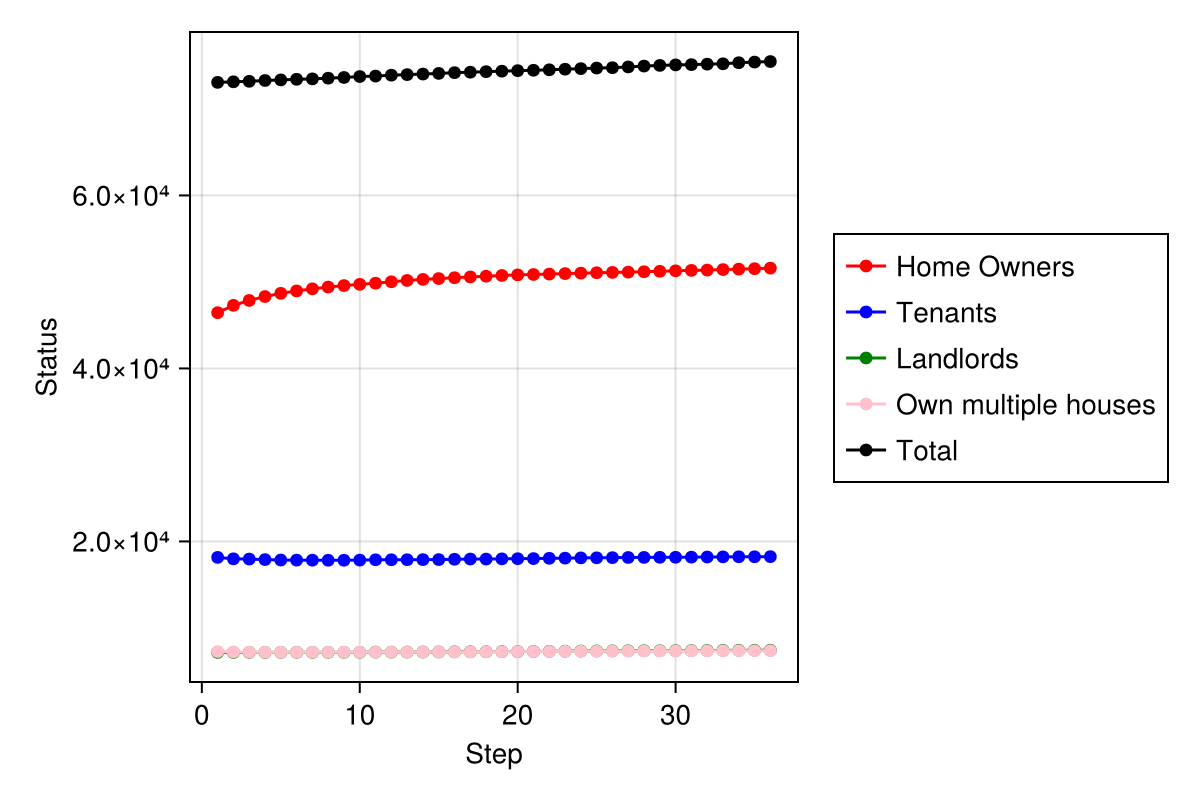 6.0×10⁴
4.0×10⁴
2.0×10⁴
Status
0 10 20 30
Step
Home Owners
Tenants
Landlords
Own multiple houses
Total